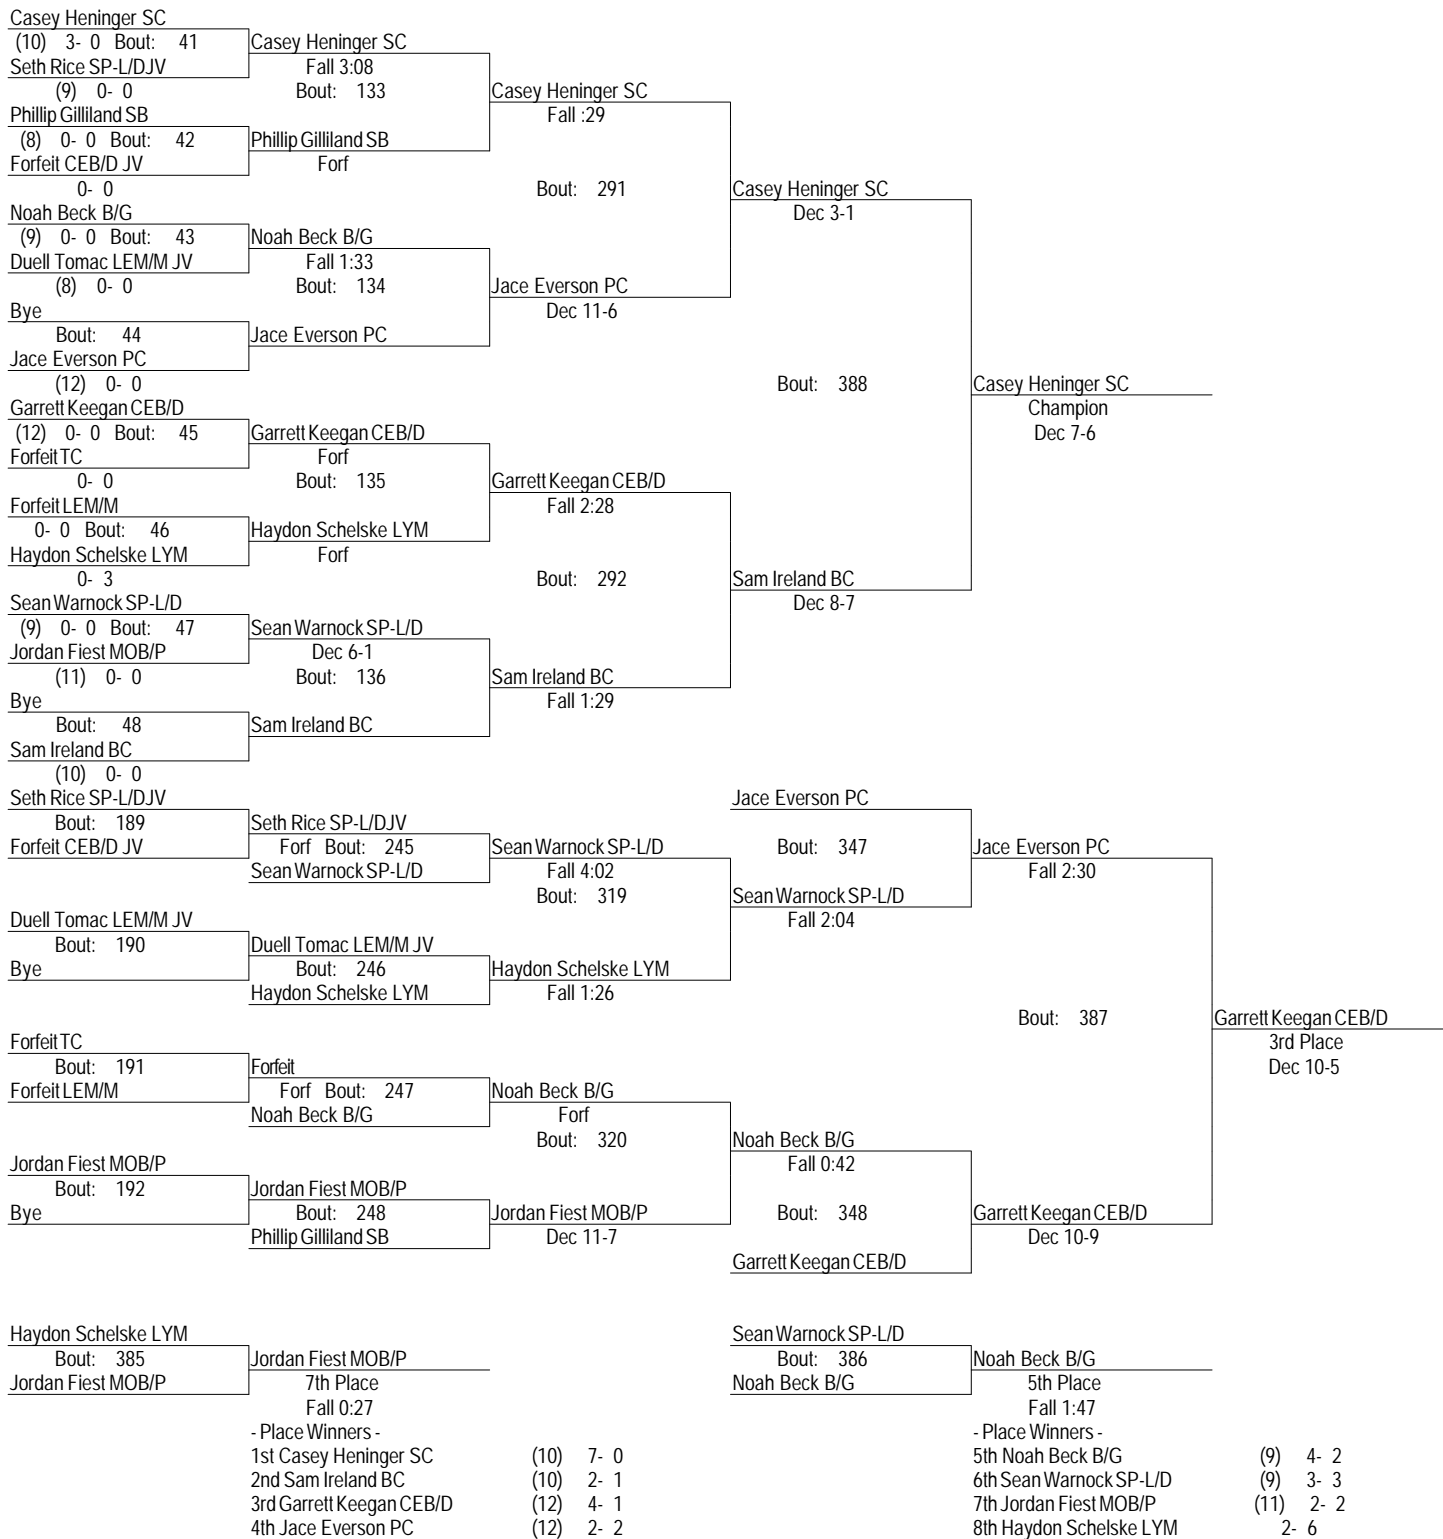 Casey Heninger SC
(10) 3- 0 Bout: 41
Casey Heninger SC
Seth Rice SP-L/DJV
Fall 3:08
(9) 0- 0
Bout: 133
Casey Heninger SC
Phillip Gilliland SB
Fall :29
(8) 0- 0 Bout: 42
Phillip Gilliland SB
Forfeit CEB/D JV
Forf
0- 0
Bout: 291
Casey Heninger SC
Noah Beck B/G
Dec 3-1
(9) 0- 0 Bout: 43
Noah Beck B/G
Duell Tomac LEM/M JV
Fall 1:33
(8) 0- 0
Bout: 134
Jace Everson PC
Bye
Dec 11-6
Bout: 44
Jace Everson PC
Jace Everson PC
(12) 0- 0
Bout: 388
Casey Heninger SC
Garrett Keegan CEB/D
Champion
(12) 0- 0 Bout: 45
Garrett Keegan CEB/D
Dec 7-6
Forfeit TC
Forf
0- 0
Bout: 135
Garrett Keegan CEB/D
Forfeit LEM/M
Fall 2:28
0- 0 Bout: 46
Haydon Schelske LYM
Haydon Schelske LYM
Forf
0- 3
Bout: 292
Sam Ireland BC
Sean Warnock SP-L/D
Dec 8-7
(9) 0- 0 Bout: 47
Sean Warnock SP-L/D
Jordan Fiest MOB/P
Dec 6-1
(11) 0- 0
Bout: 136
Sam Ireland BC
Bye
Fall 1:29
Bout: 48
Sam Ireland BC
Sam Ireland BC
(10) 0- 0
Seth Rice SP-L/DJV
Jace Everson PC
Bout: 189
Seth Rice SP-L/DJV
Forfeit CEB/D JV
Forf Bout: 245
Sean Warnock SP-L/D
Bout: 347
Jace Everson PC
Sean Warnock SP-L/D
Fall 4:02
Fall 2:30
Bout: 319
Sean Warnock SP-L/D
Duell Tomac LEM/M JV
Fall 2:04
Bout: 190
Duell Tomac LEM/M JV
Bye
Bout: 246
Haydon Schelske LYM
Haydon Schelske LYM
Fall 1:26
Bout: 387
Garrett Keegan CEB/D
Forfeit TC
3rd Place
Bout: 191
Forfeit
Dec 10-5
Forfeit LEM/M
Forf Bout: 247
Noah Beck B/G
Noah Beck B/G
Forf
Bout: 320
Noah Beck B/G
Jordan Fiest MOB/P
Fall 0:42
Bout: 192
Jordan Fiest MOB/P
Bye
Bout: 248
Jordan Fiest MOB/P
Bout: 348
Garrett Keegan CEB/D
Phillip Gilliland SB
Dec 11-7
Dec 10-9
Garrett Keegan CEB/D
Haydon Schelske LYM
Sean Warnock SP-L/D
Bout: 385
Jordan Fiest MOB/P
Bout: 386
Noah Beck B/G
Jordan Fiest MOB/P
7th Place
Noah Beck B/G
5th Place
Fall 0:27
Fall 1:47
- Place Winners -
1st Casey Heninger SC (10) 7- 0
2nd Sam Ireland BC (10) 2- 1
3rd Garrett Keegan CEB/D (12) 4- 1
4th Jace Everson PC (12) 2- 2
- Place Winners -
5th Noah Beck B/G (9) 4- 2
6th Sean Warnock SP-L/D (9) 3- 3
7th Jordan Fiest MOB/P (11) 2- 2
8th Haydon Schelske LYM 2- 6